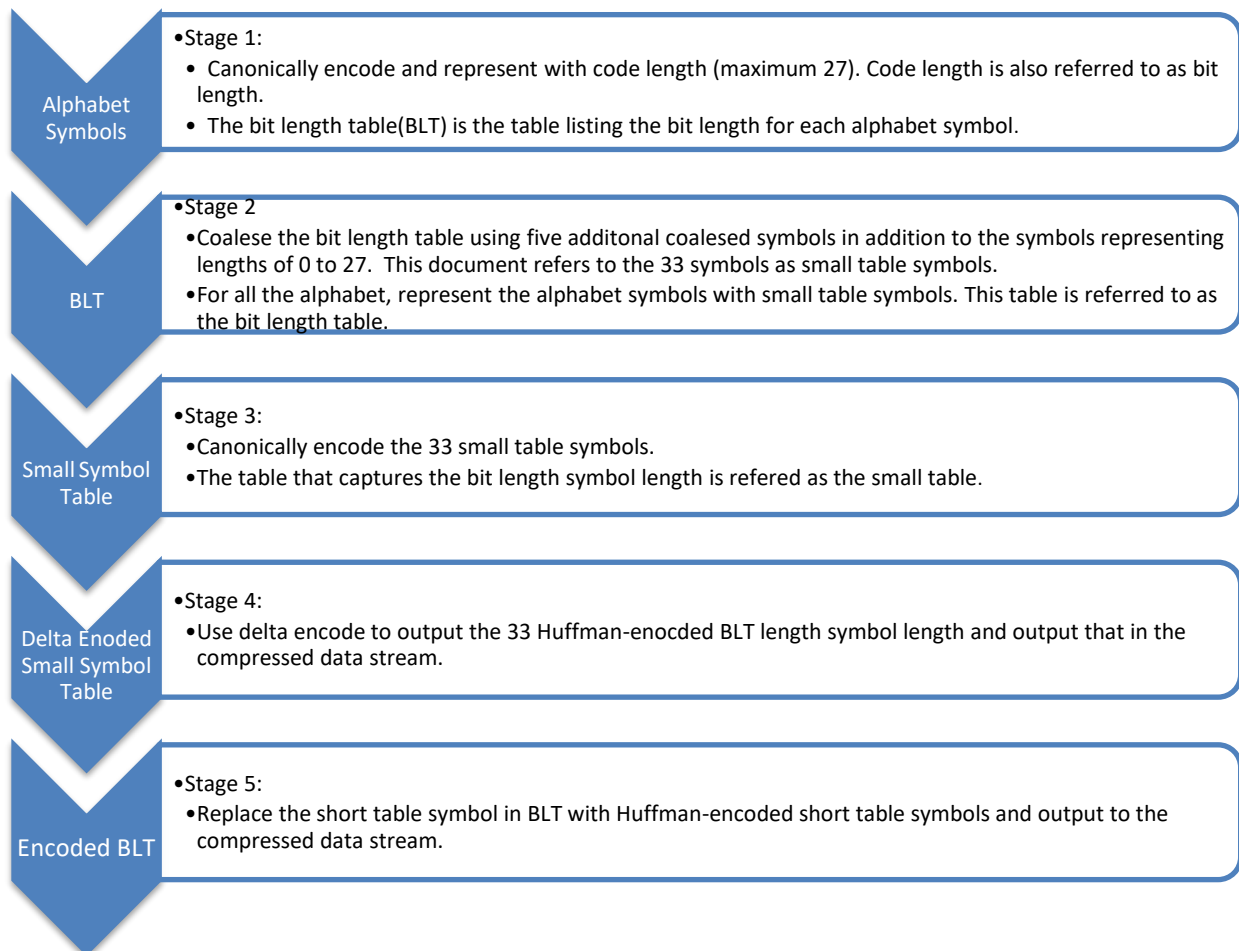 Alphabet
Symbols
•Stage 1:
• Canonically encode and represent with code length (maximum 27). Code length is also referred to as bit
length.
• The bit length table(BLT) is the table listing the bit length for each alphabet symbol.
BLT
•Stage 2
•Coalese the bit length table using five additonal coalesed symbols in addition to the symbols representing
lengths of 0 to 27. This document refers to the 33 symbols as small table symbols.
•For all the alphabet, represent the alphabet symbols with small table symbols. This table is referred to as
the bit length table.
Small Symbol
Table
•Stage 3:
•Canonically encode the 33 small table symbols.
•The table that captures the bit length symbol length is refered as the small table.
Delta Enoded
Small Symbol
Table
•Stage 4:
•Use delta encode to output the 33 Huffman-enocded BLT length symbol length and output that in the
compressed data stream.
Encoded BLT
•Stage 5:
•Replace the short table symbol in BLT with Huffman-encoded short table symbols and output to the
compressed data stream.